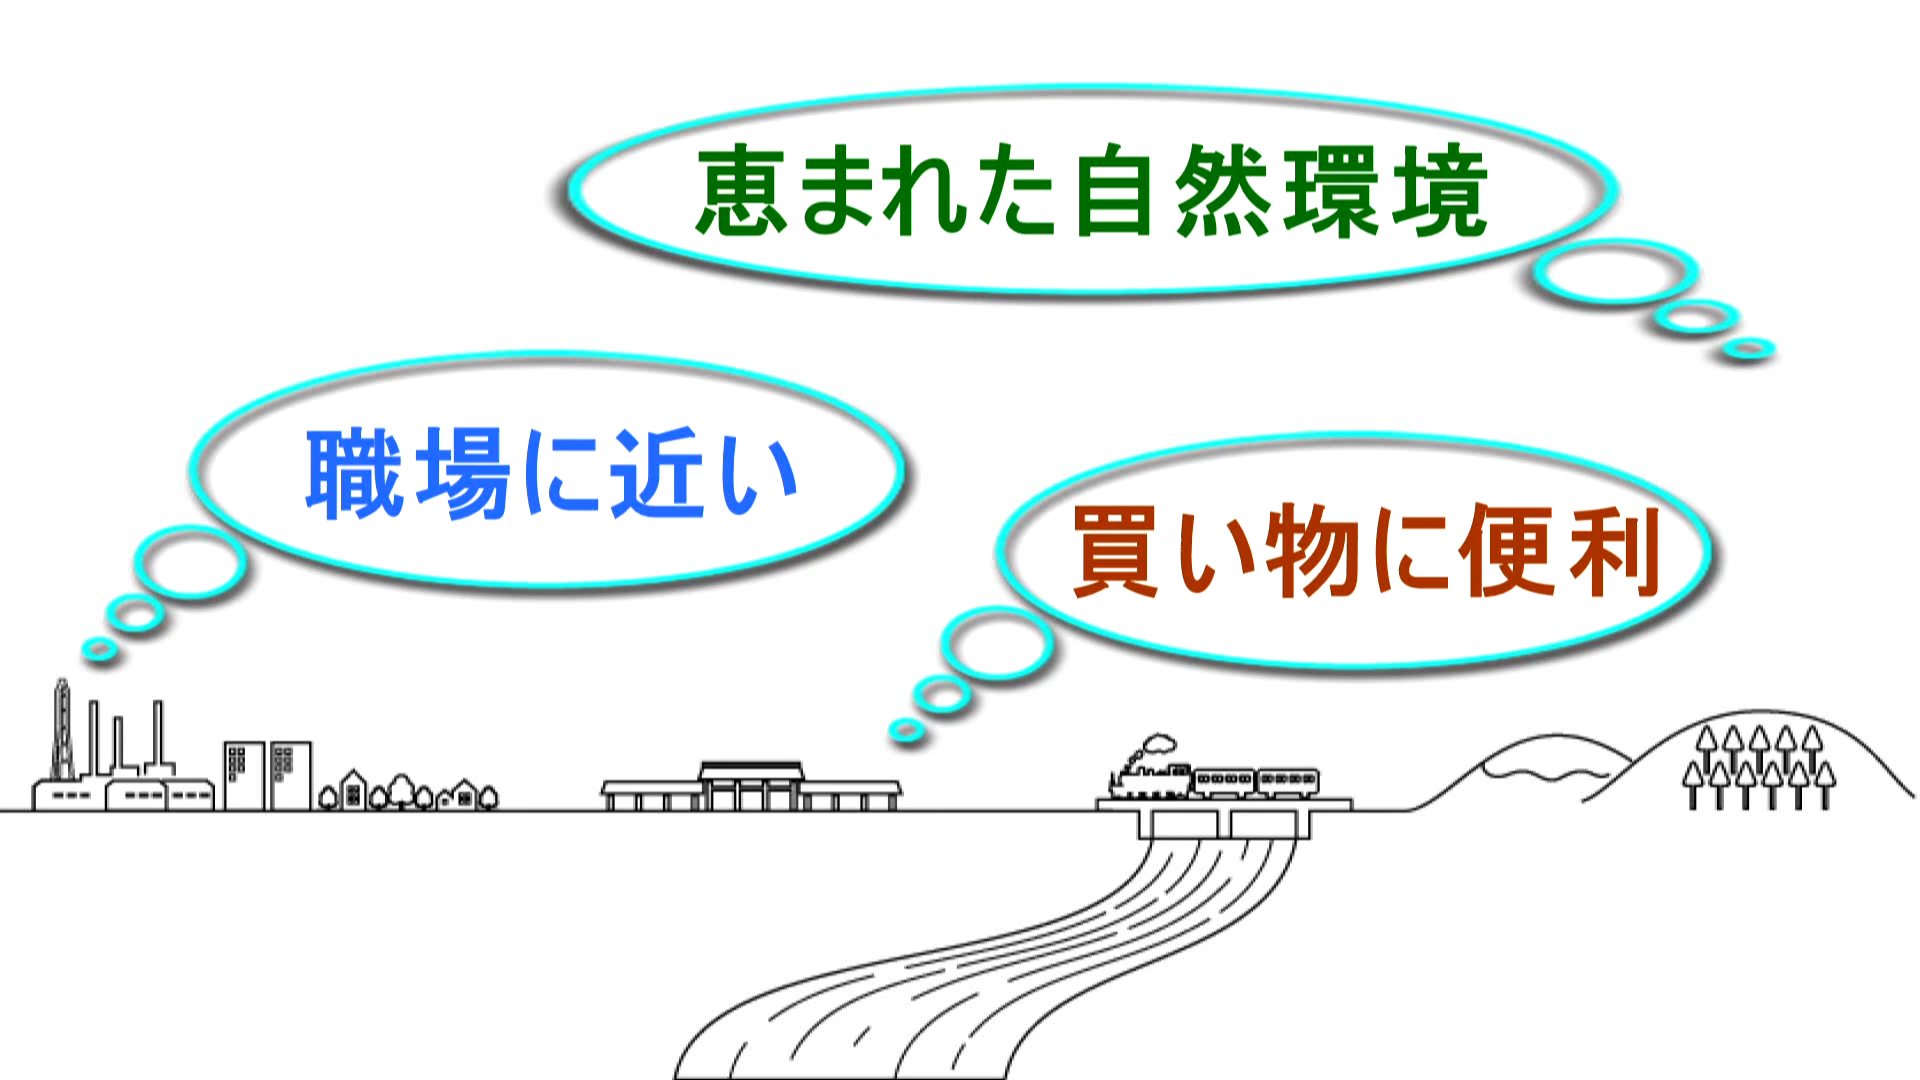 恵まれた自然環境
職場に近い
買い物に便利